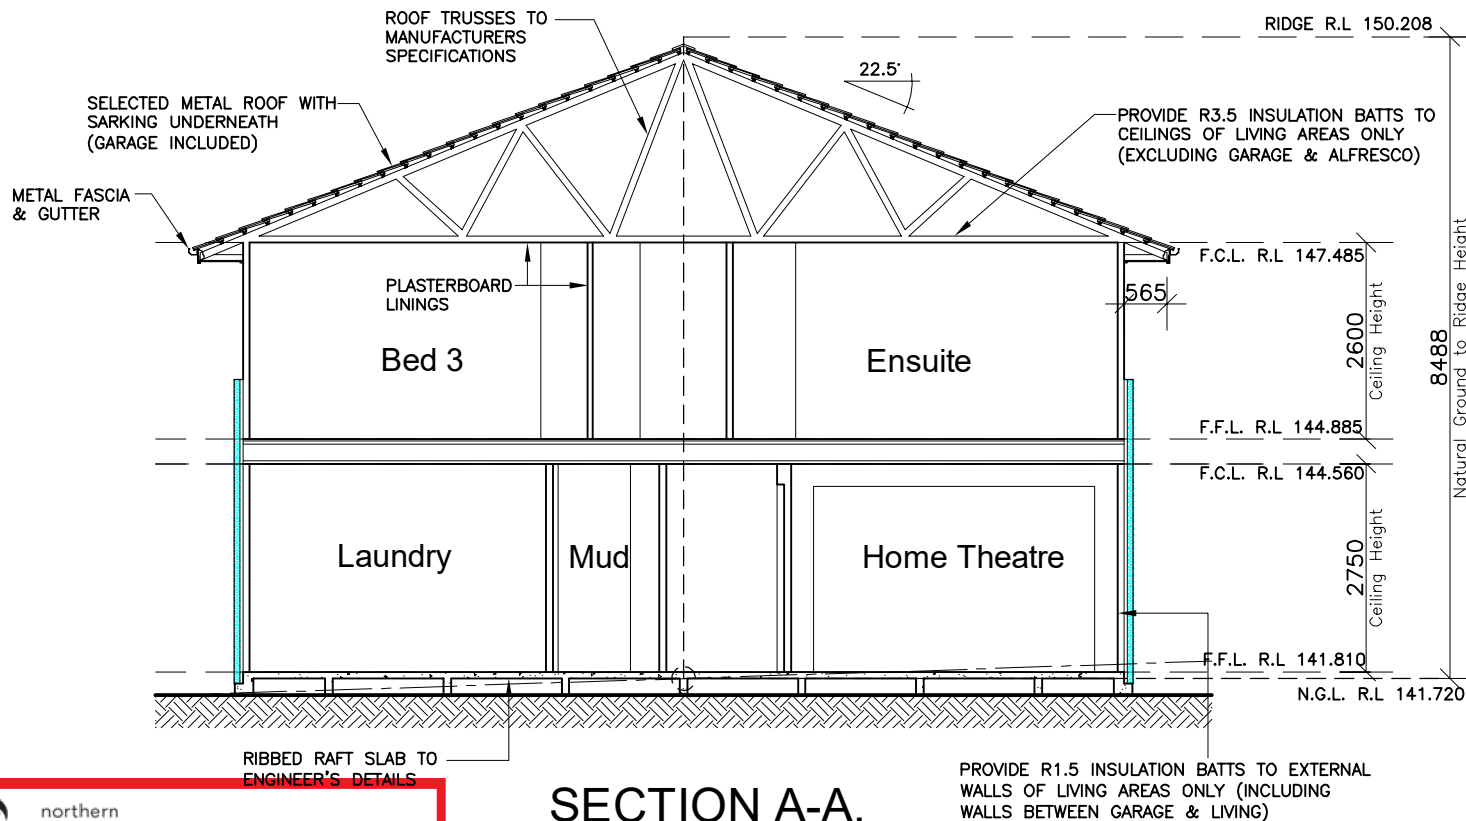 ROOF TRUSSES TO
MANUFACTURERS
SPECIFICATIONS
RIDGE R.L 150.208
22.5°
SELECTED METAL ROOF WITH
SARKING UNDERNEATH
(GARAGE INCLUDED)
PROVIDE R3.5 INSULATION BATTS TO
CEILINGS OF LIVING AREAS ONLY
(EXCLUDING GARAGE & ALFRESCO)
METAL FASCIA
& GUTTER
F.C.L. R.L 147.485
PLASTERBOARD
LININGS
565
2600
Ceiling Height
8488
Natural Ground to Ridge Height
Bed 3
Ensuite
F.F.L. R.L 144.885
F.C.L. R.L 144.560
Laundry
Mud
Home Theatre
2750
Ceiling Height
F.F.L. R.L 141.810
N.G.L. R.L 141.720
RIBBED RAFT SLAB TO
ENGINEER'S DETAILS
PROVIDE R1.5 INSULATION BATTS TO EXTERNAL
WALLS OF LIVING AREAS ONLY (INCLUDING
WALLS BETWEEN GARAGE & LIVING)
SECTION A-A.
northern